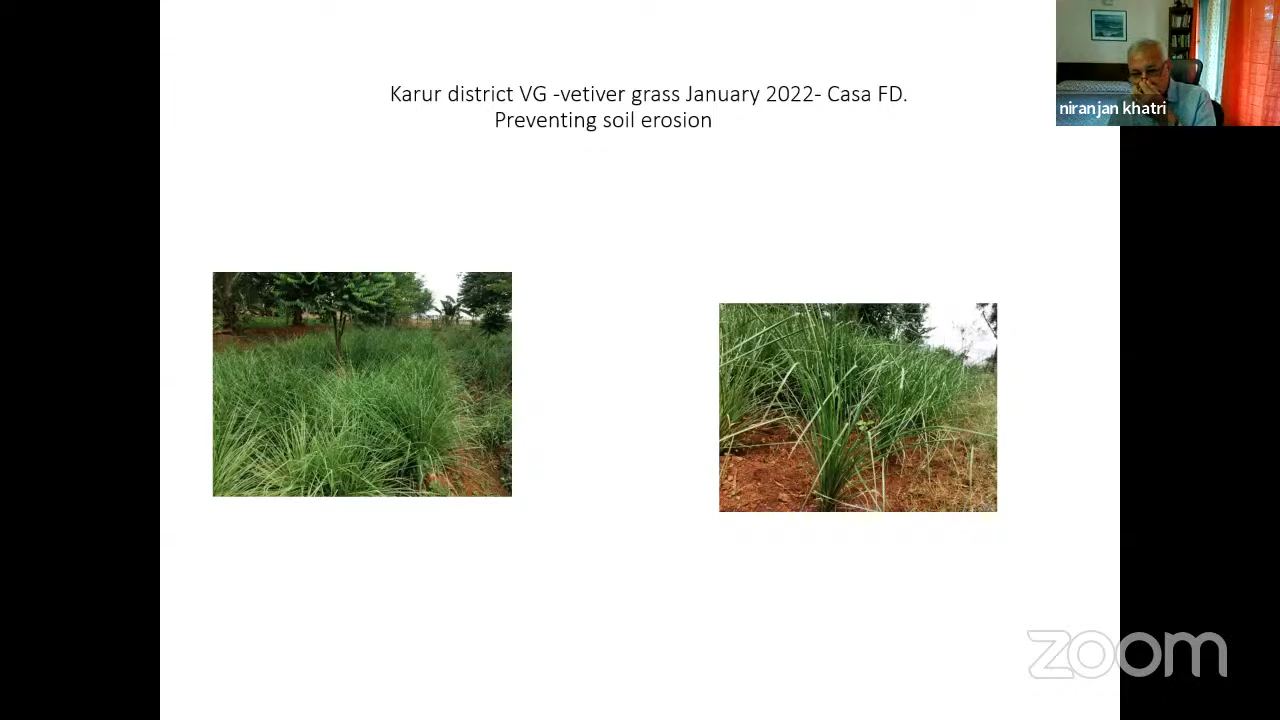 Karur district VG -vetiver grass January 2022- Casa FD.
Preventing soil erosion
niranjan khatri
zoom